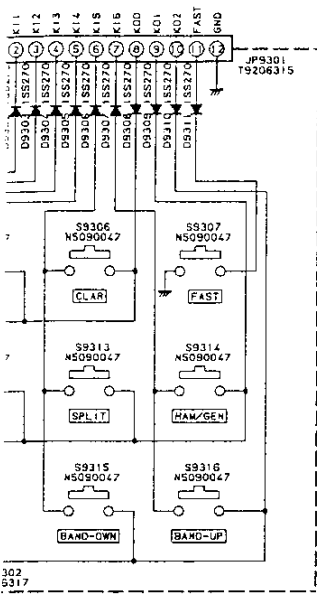 KI1 KI2 KI3 KI4 KI5 KI6 KO0 KO1 KO2 FAST GND
2 3 4 5 6 7 8 9 10 11 12
JP9301
T9206315
1SS270 1SS270 1SS270 1SS270 1SS270 1SS270 1SS270 1SS270 1SS270
D9308 D9309 D9310 D9311
S9306
N5090047
CLAR
S9307
N5090047
FAST
S9313
N5090047
SPLIT
S9314
N5090047
HAM/GEN
S9315
N5090047
BAND-DWN
S9316
N5090047
BAND-UP
302
6317